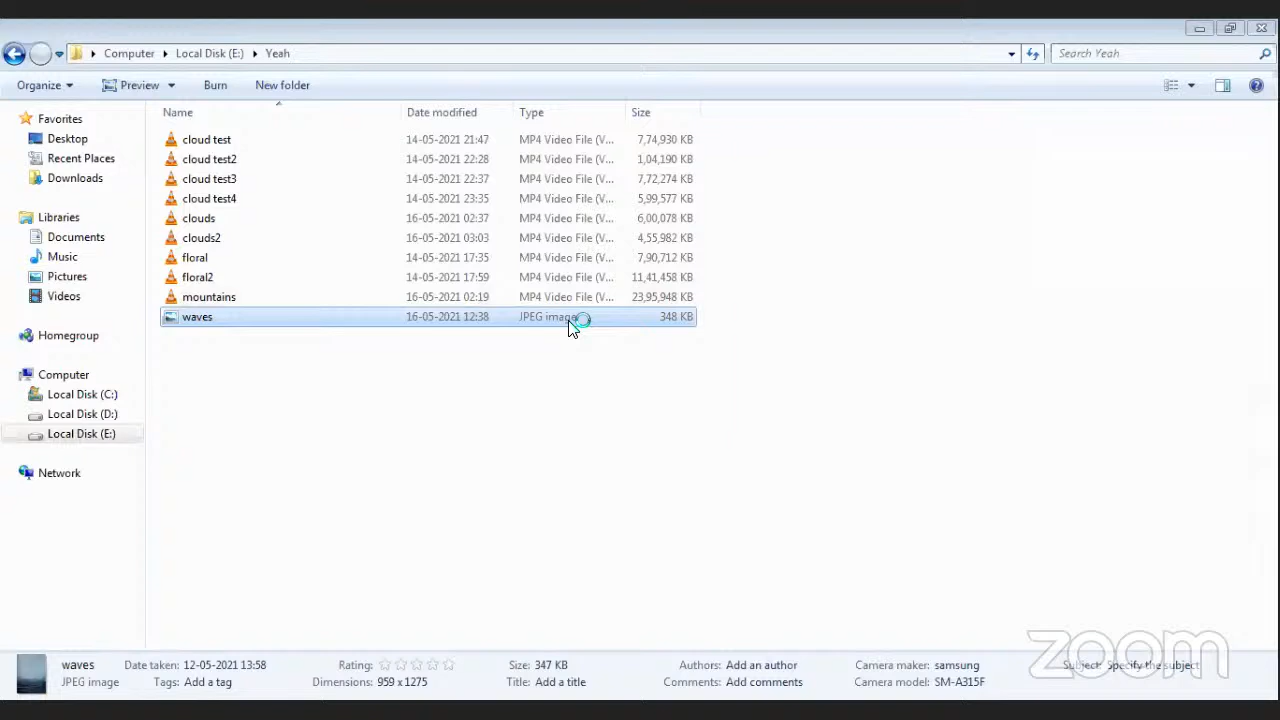 Computer Local Disk (E:) Yeah Search Yeah
Organize Preview Burn New folder
Name Date modified Type Size
cloud test 14-05-2021 21:47 MP4 Video File (V... 7,74,930 KB
cloud test2 14-05-2021 22:28 MP4 Video File (V... 1,04,190 KB
cloud test3 14-05-2021 22:37 MP4 Video File (V... 7,72,274 KB
cloud test4 14-05-2021 23:35 MP4 Video File (V... 5,99,577 KB
clouds 16-05-2021 02:37 MP4 Video File (V... 6,00,078 KB
clouds2 16-05-2021 03:03 MP4 Video File (V... 4,55,982 KB
floral 14-05-2021 17:35 MP4 Video File (V... 7,90,712 KB
floral2 14-05-2021 17:59 MP4 Video File (V... 11,41,458 KB
mountains 16-05-2021 02:19 MP4 Video File (V... 23,95,948 KB
waves 16-05-2021 12:38 JPEG image 348 KB
Favorites
Desktop
Recent Places
Downloads
Libraries
Documents
Music
Pictures
Videos
Homegroup
Computer
Local Disk (C:)
Local Disk (D:)
Local Disk (E:)
Network
waves Date taken: 12-05-2021 13:58 Rating: Size: 347 KB Authors: Add an author Camera maker: samsung Subject: Specify the subject
JPEG image Tags: Add a tag Dimensions: 959 x 1275 Title: Add a title Comments: Add comments Camera model: SM-A315F
zoom